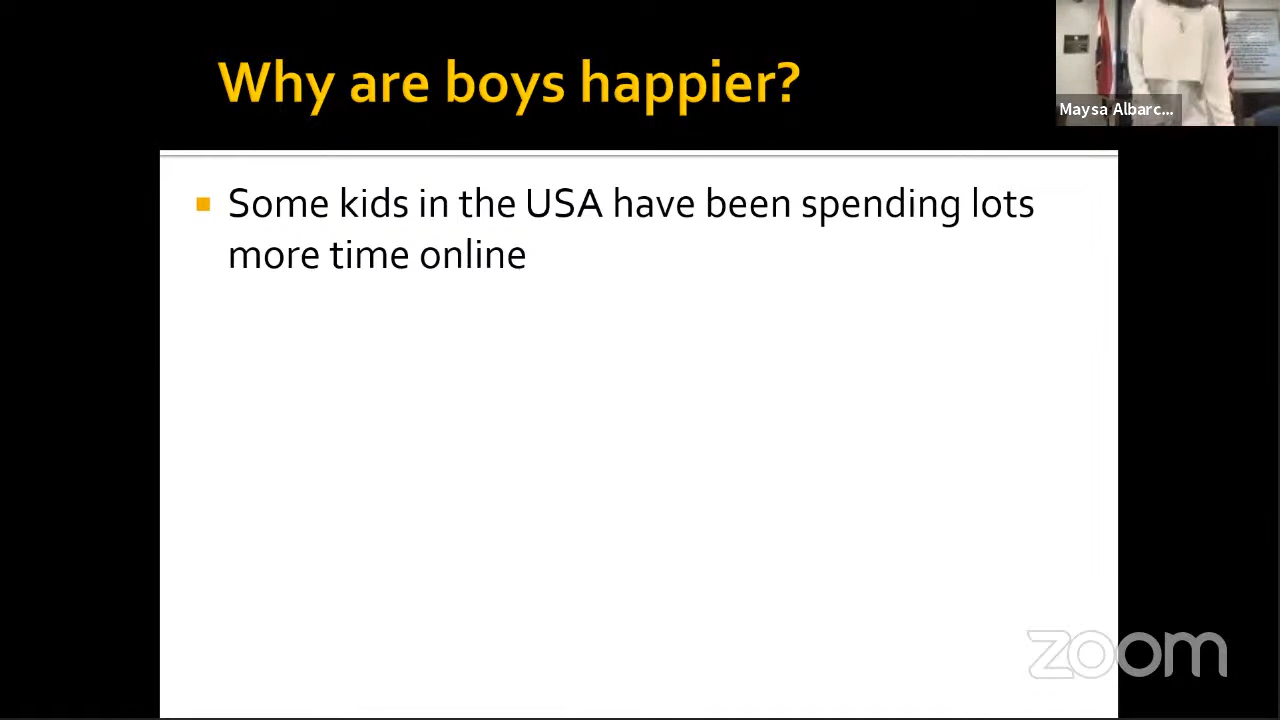 Why are boys happier?
Maysa Albarc...
Some kids in the USA have been spending lots
more time online
zoom